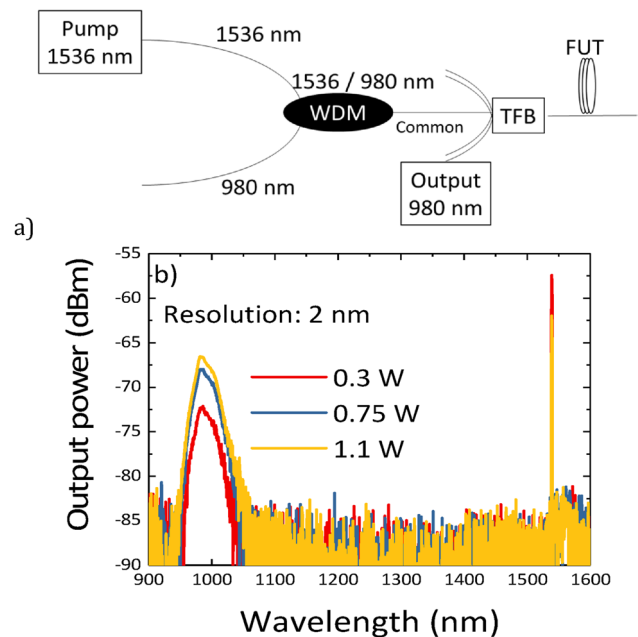 Pump
1536 nm
1536 nm
FUT
1536 / 980 nm
WDM
Common
TFB
980 nm
Output
980 nm
a)
b)
Resolution: 2 nm
0.3 W
0.75 W
1.1 W
Output power (dBm)
-55
-60
-65
-70
-75
-80
-85
-90
900 1000 1100 1200 1300 1400 1500 1600
Wavelength (nm)